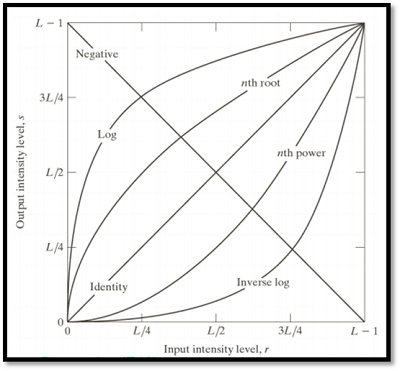 L − 1
Negative
nth root
3L/4
Log
nth power
L/2
L/4
Identity
Inverse log
0
0
L/4
L/2
3L/4
L − 1
Output intensity level, s
Input intensity level, r